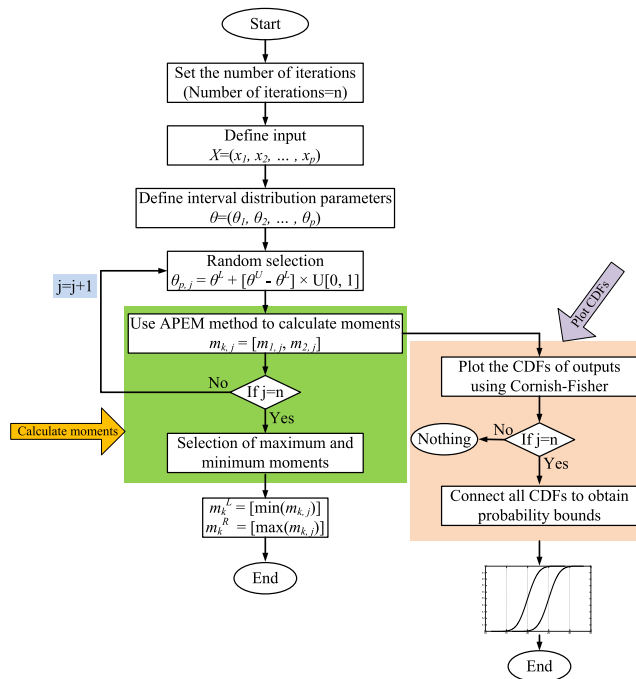 Start
Set the number of iterations
(Number of iterations=n)
Define input
X=(x₁, x₂, ... , xₚ)
Define interval distribution parameters
θ=(θ₁, θ₂, ... , θₚ)
Random selection
θₚ,ⱼ = θᴸ + [θᵁ - θᴸ] × U[0, 1]
j=j+1
Use APEM method to calculate moments
mₖ,ⱼ = [m₁,ⱼ, m₂,ⱼ]
No
If j=n
Yes
Calculate moments
Selection of maximum and
minimum moments
mₖᴸ = [min(mₖ,ⱼ)]
mₖᴿ = [max(mₖ,ⱼ)]
End
Plot CDFs
Plot the CDFs of outputs
using Cornish-Fisher
Nothing
No
If j=n
Yes
Connect all CDFs to obtain
probability bounds
End